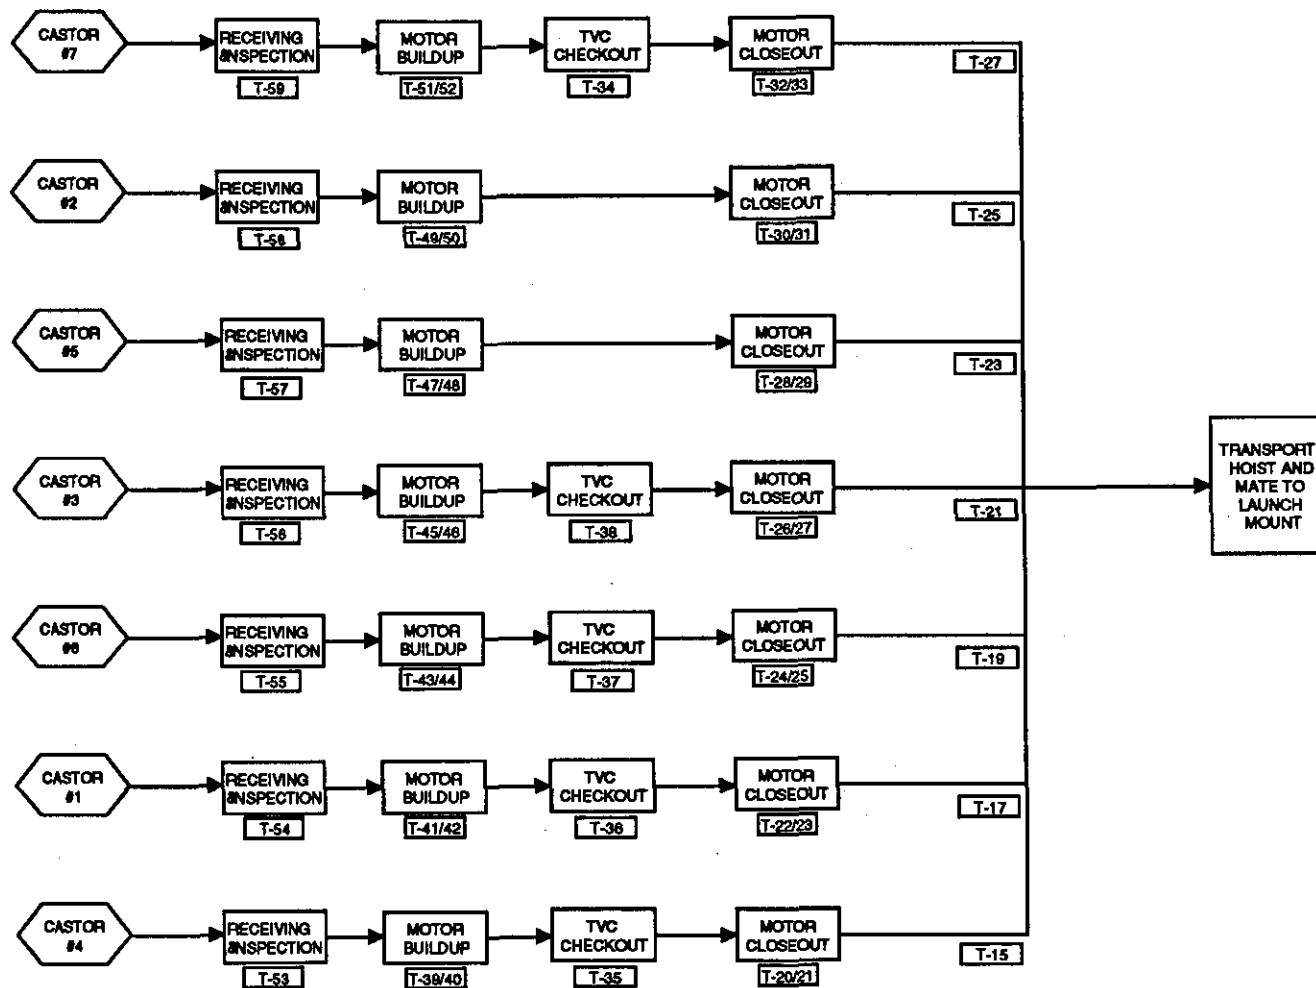 CASTOR
#7
RECEIVING
&INSPECTION
T-59
MOTOR
BUILDUP
T-51/52
TVC
CHECKOUT
T-34
MOTOR
CLOSEOUT
T-32/33
T-27
CASTOR
#2
RECEIVING
&INSPECTION
T-58
MOTOR
BUILDUP
T-49/50
MOTOR
CLOSEOUT
T-30/31
T-25
CASTOR
#5
RECEIVING
&INSPECTION
T-57
MOTOR
BUILDUP
T-47/48
MOTOR
CLOSEOUT
T-28/29
T-23
CASTOR
#3
RECEIVING
&INSPECTION
T-56
MOTOR
BUILDUP
T-45/46
TVC
CHECKOUT
T-38
MOTOR
CLOSEOUT
T-26/27
T-21
TRANSPORT
HOIST AND
MATE TO
LAUNCH
MOUNT
CASTOR
#6
RECEIVING
&INSPECTION
T-55
MOTOR
BUILDUP
T-43/44
TVC
CHECKOUT
T-37
MOTOR
CLOSEOUT
T-24/25
T-19
CASTOR
#1
RECEIVING
&INSPECTION
T-54
MOTOR
BUILDUP
T-41/42
TVC
CHECKOUT
T-36
MOTOR
CLOSEOUT
T-22/23
T-17
CASTOR
#4
RECEIVING
&INSPECTION
T-53
MOTOR
BUILDUP
T-39/40
TVC
CHECKOUT
T-35
MOTOR
CLOSEOUT
T-20/21
T-15